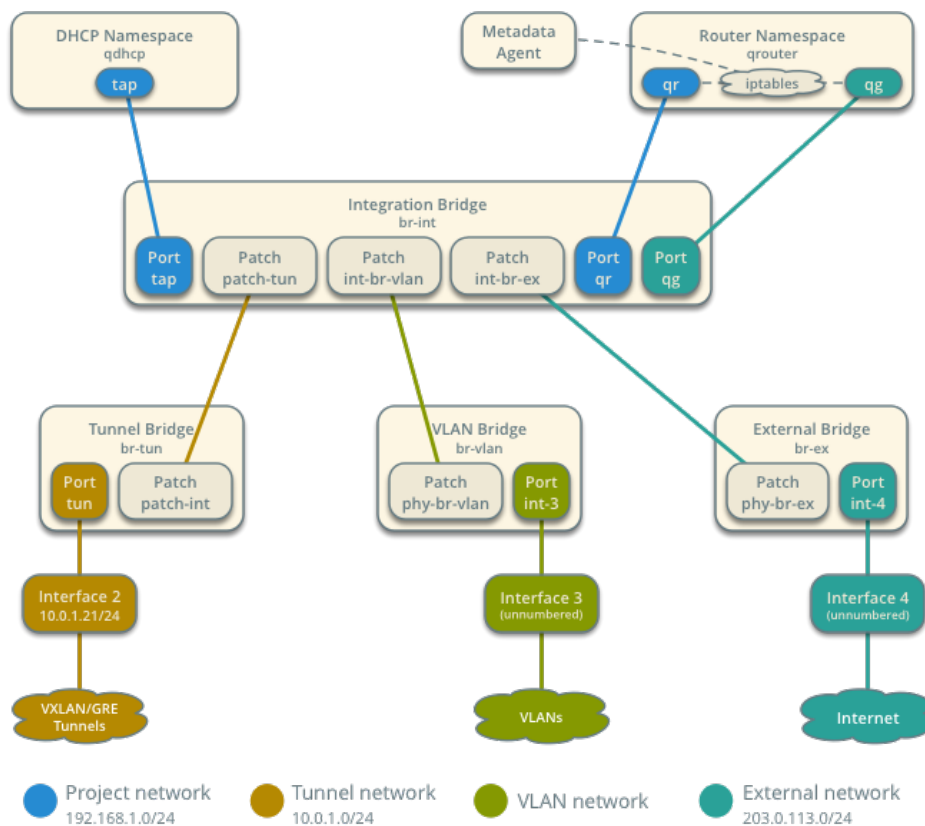 DHCP Namespace
qdhcp
tap
Metadata
Agent
Router Namespace
qrouter
qr
iptables
qg
Integration Bridge
br-int
Port
tap
Patch
patch-tun
Patch
int-br-vlan
Patch
int-br-ex
Port
qr
Port
qg
Tunnel Bridge
br-tun
Port
tun
Patch
patch-int
VLAN Bridge
br-vlan
Patch
phy-br-vlan
Port
int-3
External Bridge
br-ex
Patch
phy-br-ex
Port
int-4
Interface 2
10.0.1.21/24
Interface 3
(unnumbered)
Interface 4
(unnumbered)
VXLAN/GRE
Tunnels
VLANs
Internet
Project network
192.168.1.0/24
Tunnel network
10.0.1.0/24
VLAN network
External network
203.0.113.0/24